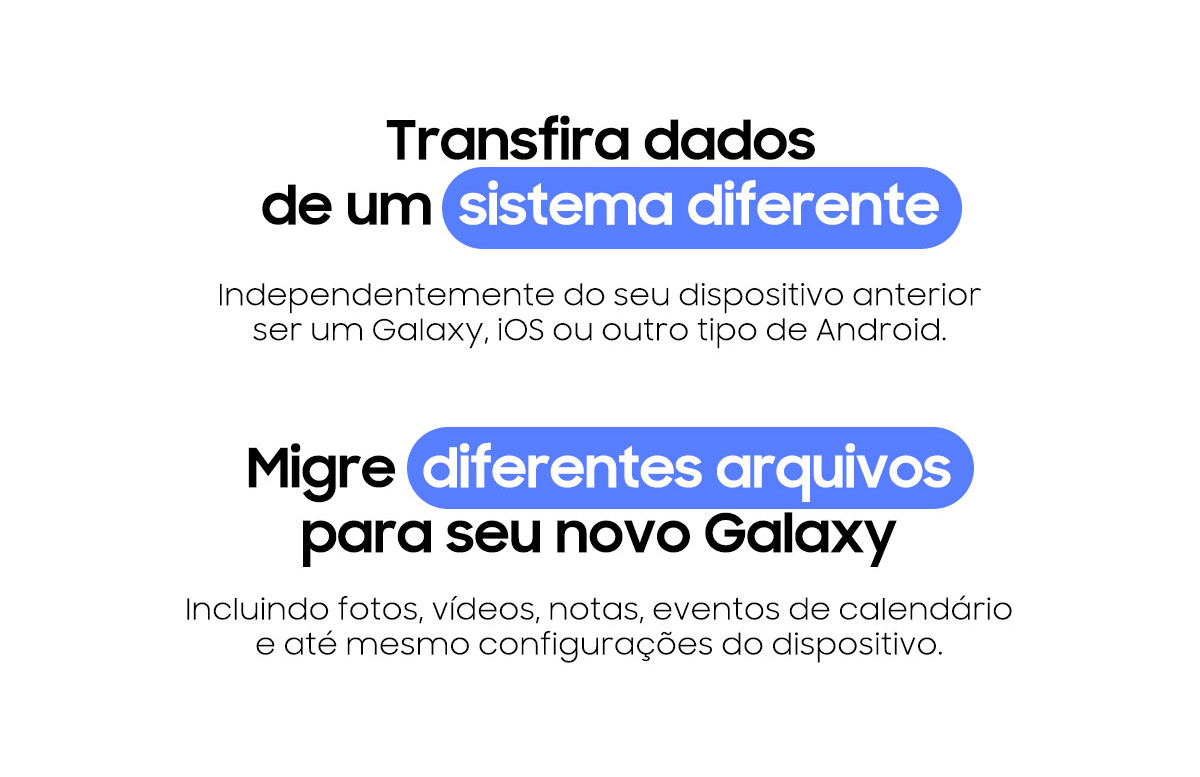 Transfira dados
de um sistema diferente
Independentemente do seu dispositivo anterior
ser um Galaxy, iOS ou outro tipo de Android.
Migre diferentes arquivos
para seu novo Galaxy
Incluindo fotos, vídeos, notas, eventos de calendário
e até mesmo configurações do dispositivo.